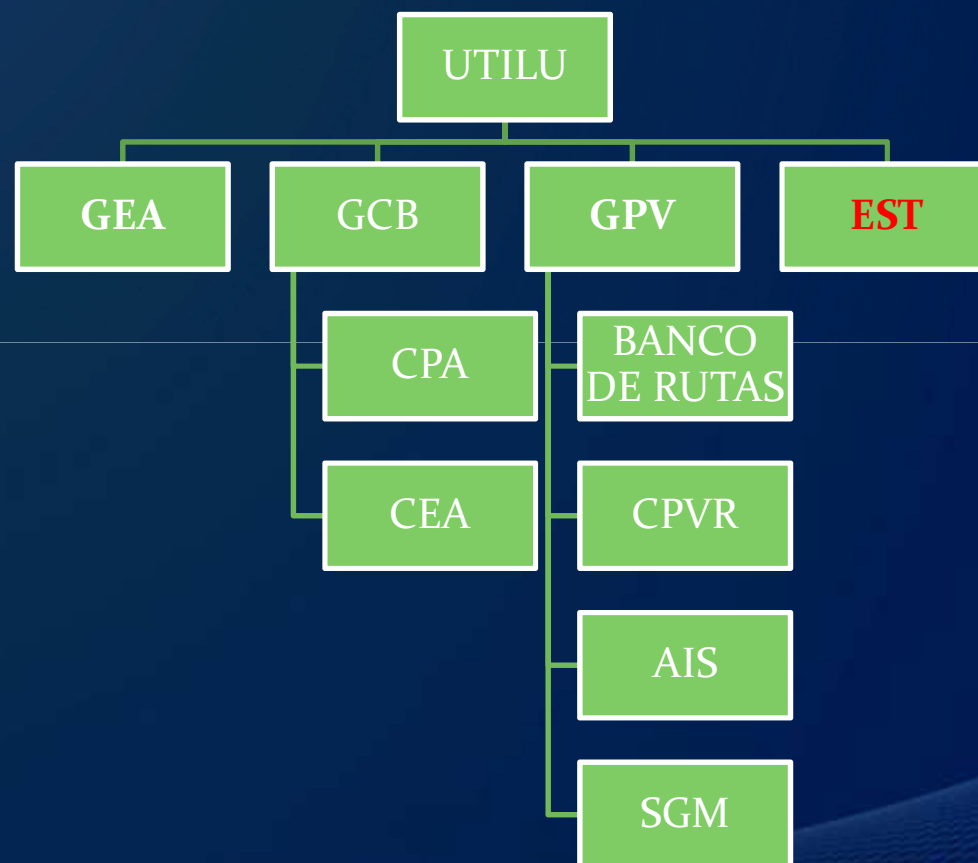 UTILU
GEA
GCB
GPV
EST
CPA
BANCO
DE RUTAS
CEA
CPVR
AIS
SGM